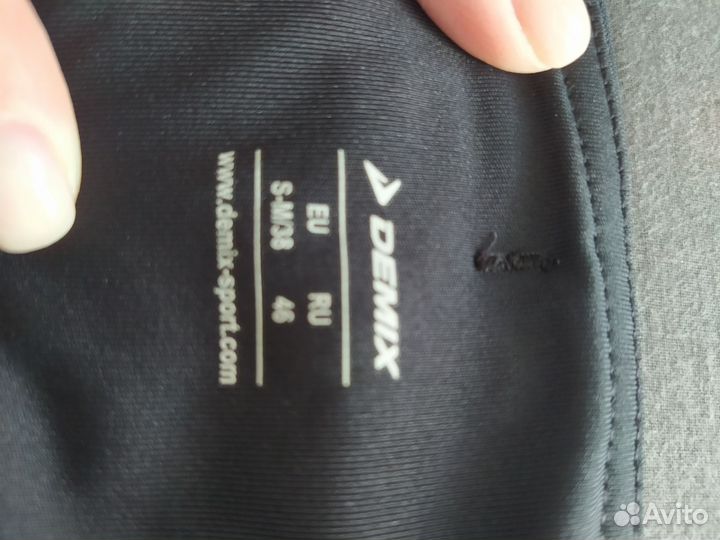 DEMIX
EU RU
S-M/38 46
www.demix-sport.com
Avito